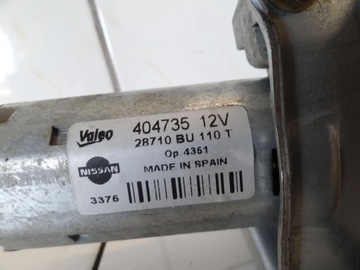 Valeo 404735 12V
28710 BU 110 T
Op. 4351
NISSAN MADE IN SPAIN
3376